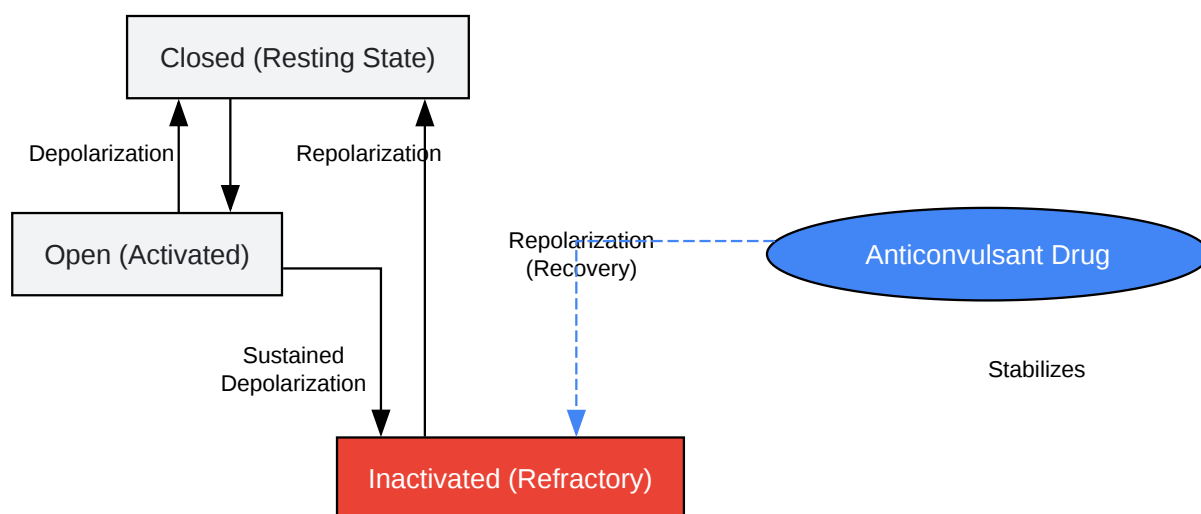 Closed (Resting State)
Depolarization
Repolarization
Open (Activated)
Repolarization
(Recovery)
Anticonvulsant Drug
Sustained
Depolarization
Stabilizes
Inactivated (Refractory)